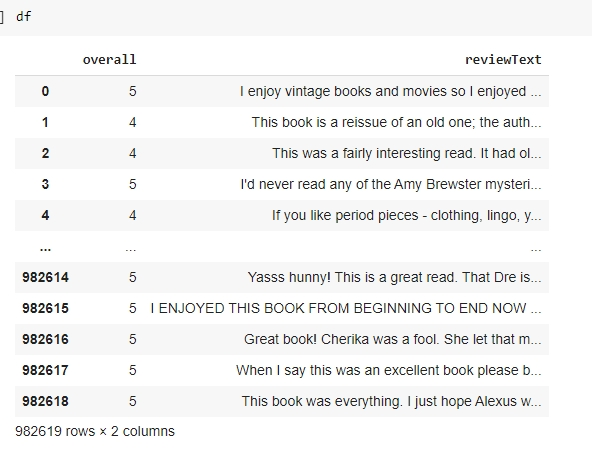 ] df
overall reviewText
0 5 I enjoy vintage books and movies so I enjoyed ...
1 4 This book is a reissue of an old one; the auth...
2 4 This was a fairly interesting read. It had ol...
3 5 I'd never read any of the Amy Brewster mysteri...
4 4 If you like period pieces - clothing, lingo, y...
... ... ...
982614 5 Yasss hunny! This is a great read. That Dre is...
982615 5 I ENJOYED THIS BOOK FROM BEGINNING TO END NOW ...
982616 5 Great book! Cherika was a fool. She let that m...
982617 5 When I say this was an excellent book please b...
982618 5 This book was everything. I just hope Alexus w...
982619 rows × 2 columns